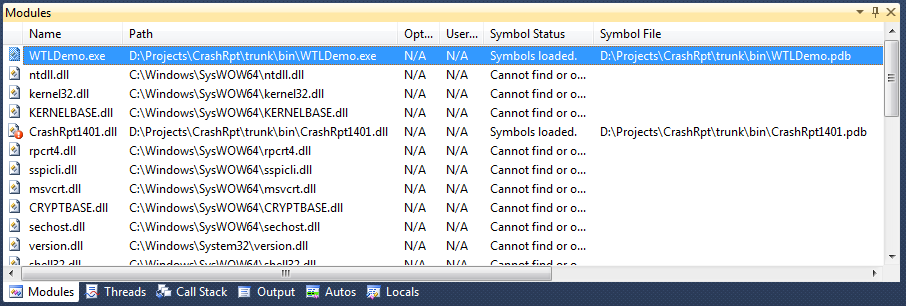 Modules
Name Path Opt... User... Symbol Status Symbol File
WTLDemo.exe D:\Projects\CrashRpt\trunk\bin\WTLDemo.exe N/A N/A Symbols loaded. D:\Projects\CrashRpt\trunk\bin\WTLDemo.pdb
ntdll.dll C:\Windows\SysWOW64\ntdll.dll N/A N/A Cannot find or o...
kernel32.dll C:\Windows\SysWOW64\kernel32.dll N/A N/A Cannot find or o...
KERNELBASE.dll C:\Windows\SysWOW64\KERNELBASE.dll N/A N/A Cannot find or o...
CrashRpt1401.dll D:\Projects\CrashRpt\trunk\bin\CrashRpt1401.dll N/A N/A Symbols loaded. D:\Projects\CrashRpt\trunk\bin\CrashRpt1401.pdb
rpcrt4.dll C:\Windows\SysWOW64\rpcrt4.dll N/A N/A Cannot find or o...
sspicli.dll C:\Windows\SysWOW64\sspicli.dll N/A N/A Cannot find or o...
msvcrt.dll C:\Windows\SysWOW64\msvcrt.dll N/A N/A Cannot find or o...
CRYPTBASE.dll C:\Windows\SysWOW64\CRYPTBASE.dll N/A N/A Cannot find or o...
sechost.dll C:\Windows\SysWOW64\sechost.dll N/A N/A Cannot find or o...
version.dll C:\Windows\System32\version.dll N/A N/A Cannot find or o...
shell32.dll C:\Windows\SysWOW64\shell32.dll N/A N/A Cannot find or o...
Modules Threads Call Stack Output Autos Locals